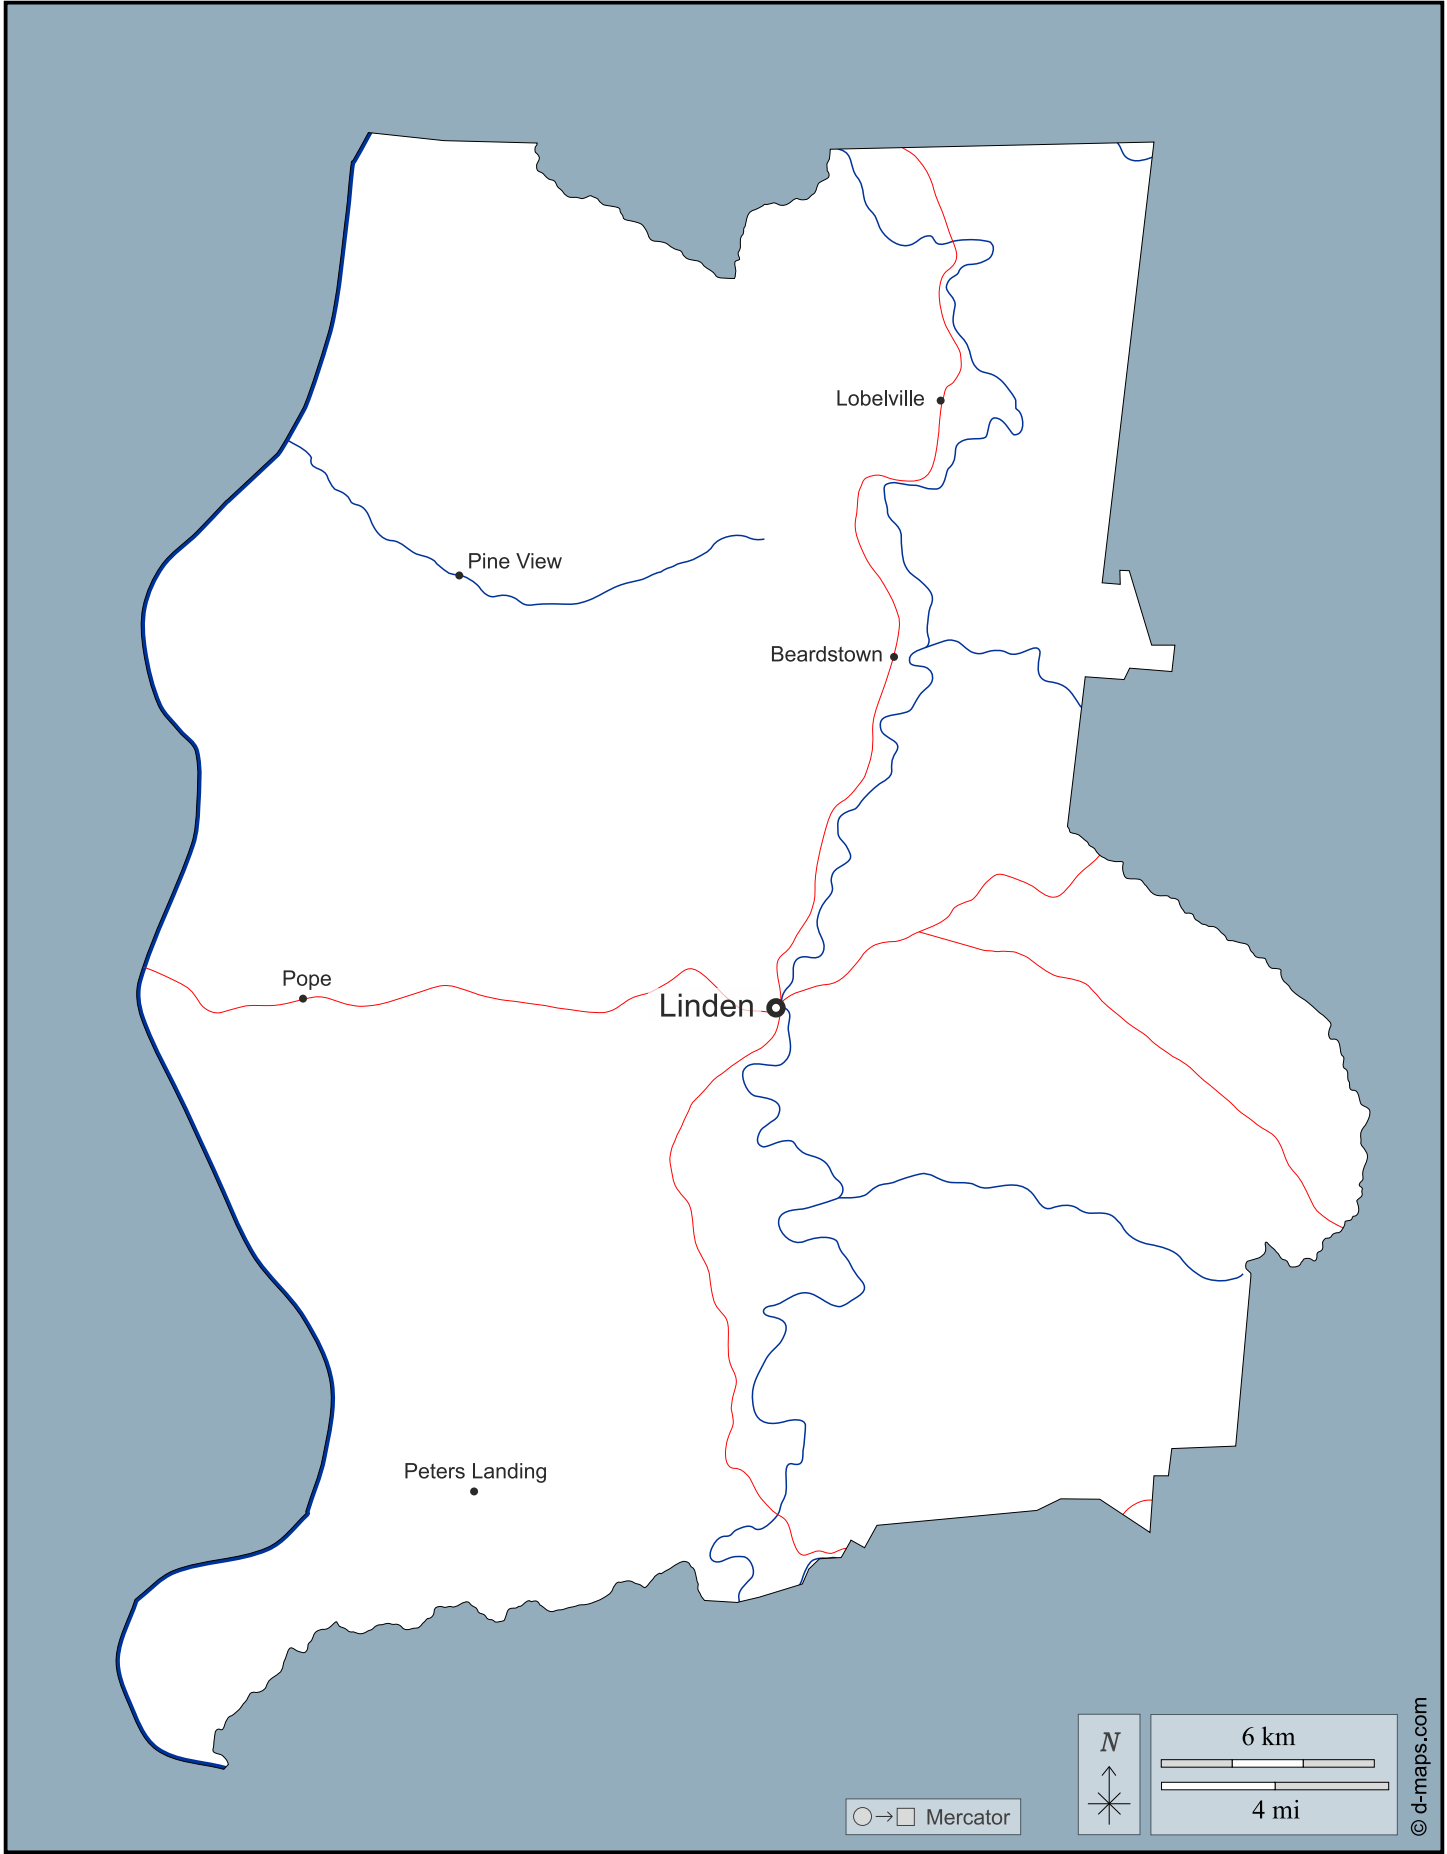 Lobelville
Pine View
Beardstown
Pope
Linden
Peters Landing
N
6 km
4 mi
Mercator
© d-maps.com